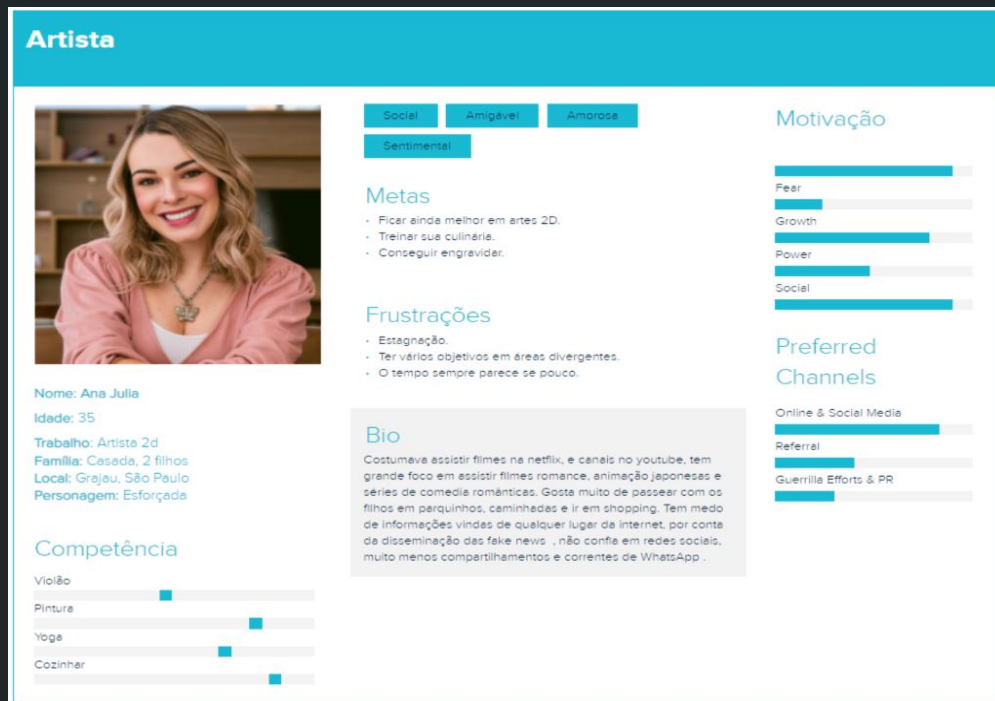 Artista
Social
Amigável
Amorosa
Sentimental
Metas
Ficar ainda melhor em artes 2D.
Treinar sua culinária.
Conseguir engravidar.
Frustrações
Estagnação.
Ter vários objetivos em áreas divergentes.
O tempo sempre parece se pouco.
Bio
Costumava assistir filmes na netflix, e canais no youtube, tem
grande foco em assistir filmes romance, animação japonesas e
séries de comedia românticas. Gosta muito de passear com os
filhos em parquinhos, caminhadas e ir em shopping. Tem medo
de informações vindas de qualquer lugar da internet, por conta
da disseminação das fake news , não confia em redes sociais,
muito menos compartilhamentos e correntes de WhatsApp .
Nome: Ana Julia
Idade: 35
Trabalho: Artista 2d
Família: Casada, 2 filhos
Local: Grajau, São Paulo
Personagem: Esforçada
Competência
Violão
Pintura
Yoga
Cozinhar
Motivação
Fear
Growth
Power
Social
Preferred
Channels
Online & Social Media
Referral
Guerrilla Efforts & PR